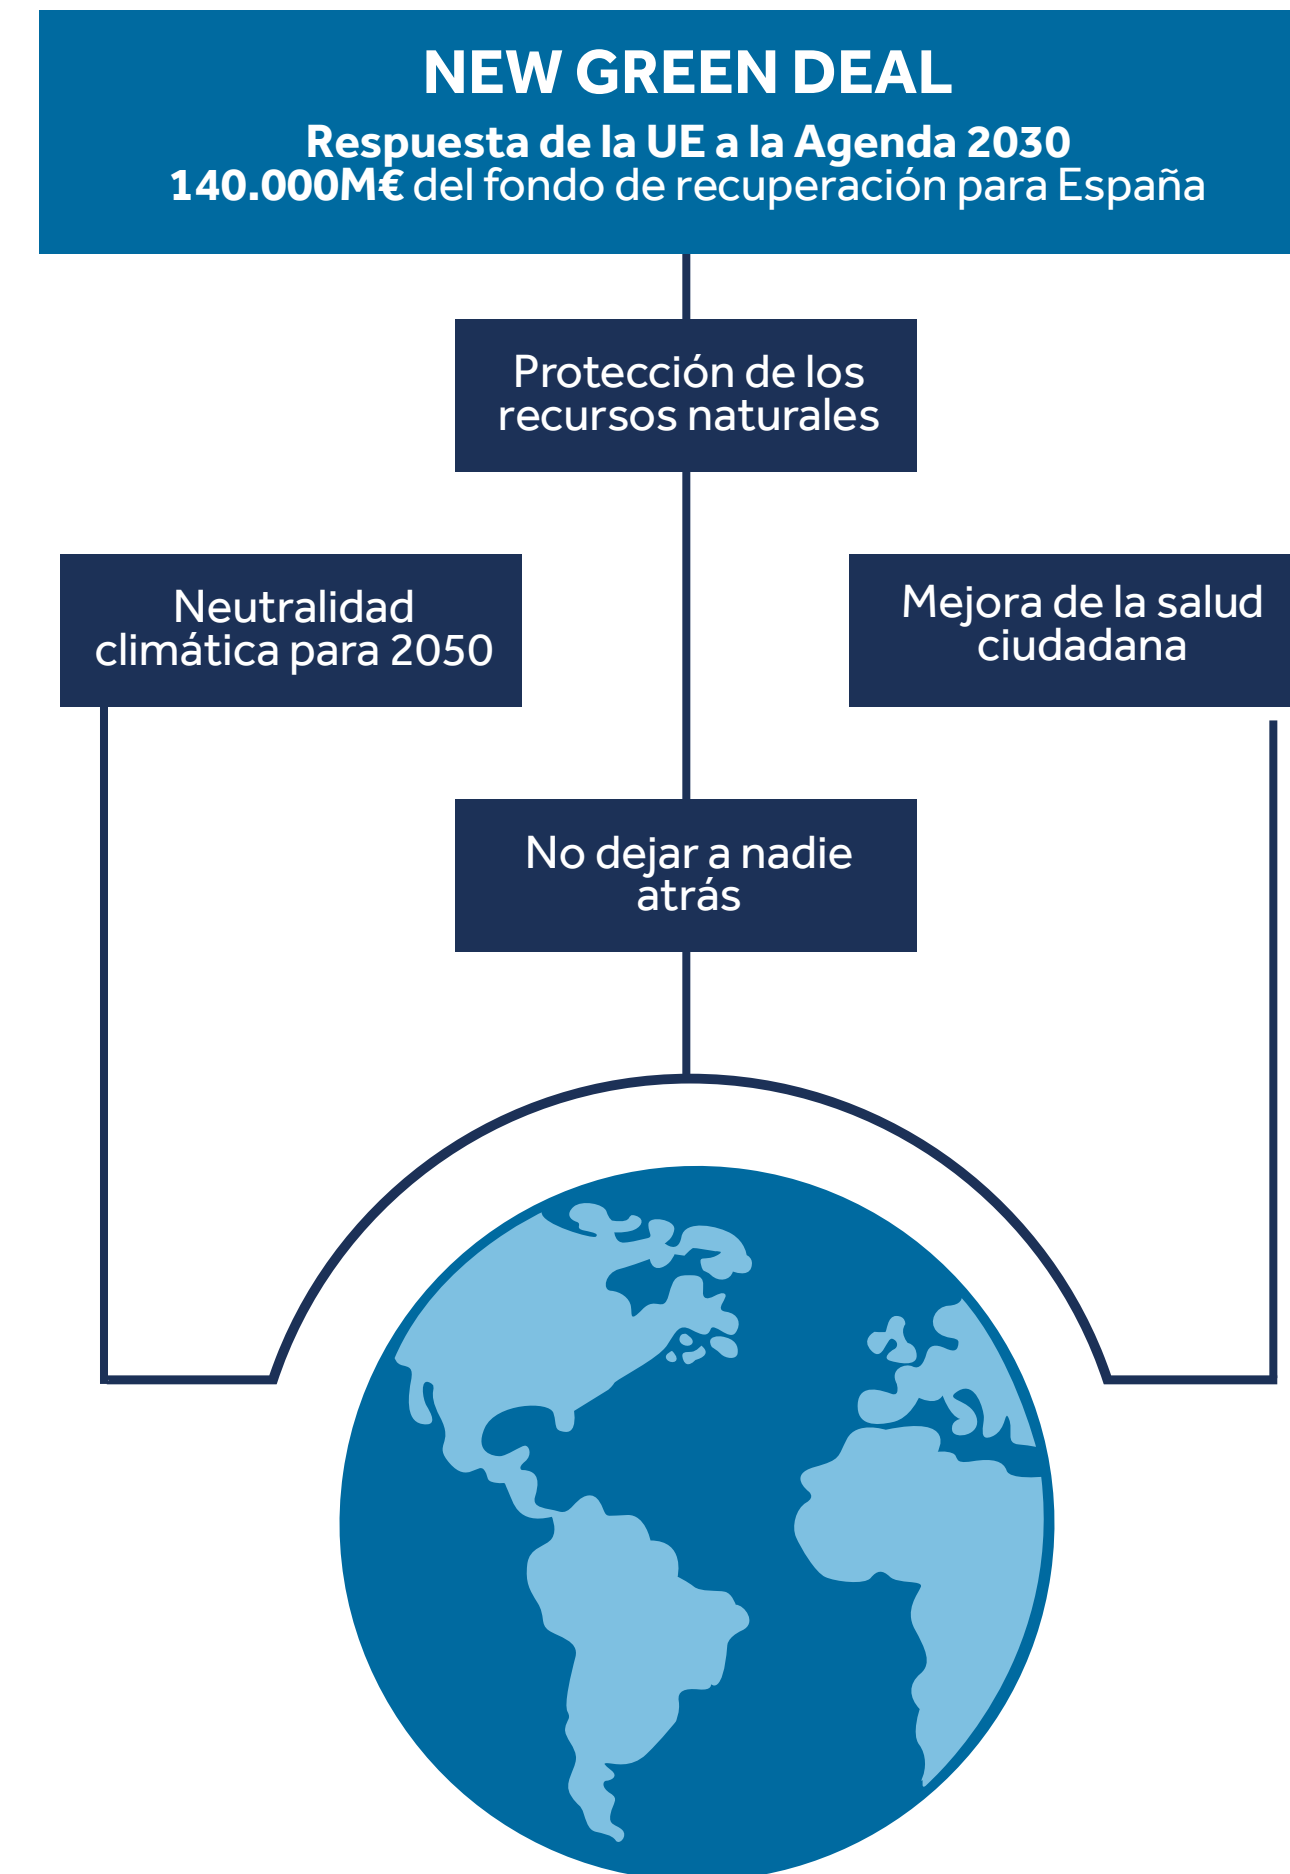 NEW GREEN DEAL
Respuesta de la UE a la Agenda 2030
140.000M€ del fondo de recuperación para España
Protección de los
recursos naturales
Neutralidad
climática para 2050
Mejora de la salud
ciudadana
No dejar a nadie
atrás